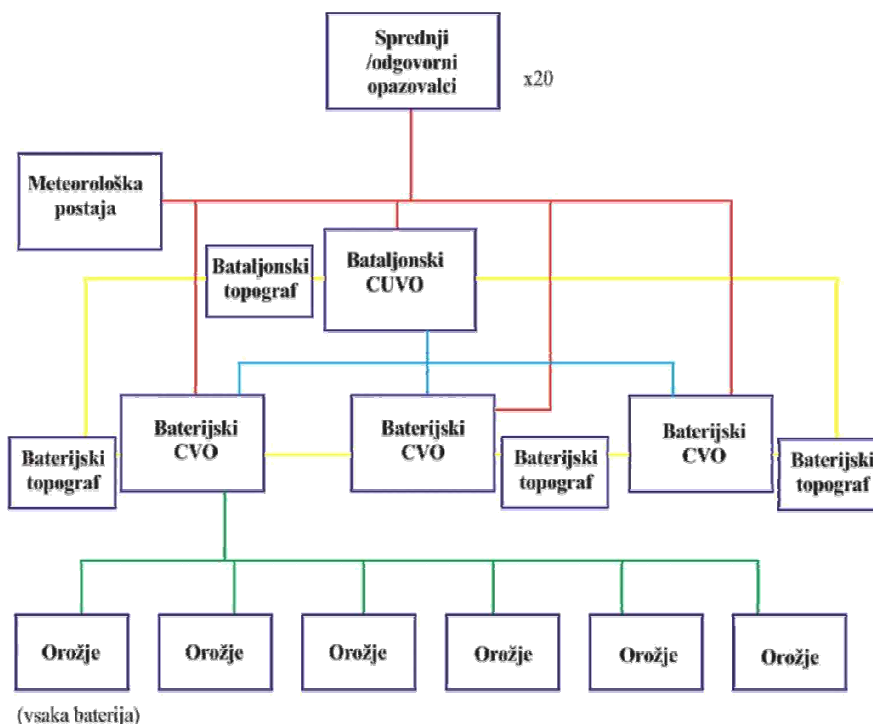 Sprednji
/odgovorni
opazovalci
x20
Meteorološka
postaja
Bataljonski
topograf
Bataljonski
CUVO
Baterijski
topograf
Baterijski
CVO
Baterijski
CVO
Baterijski
topograf
Baterijski
CVO
Baterijski
topograf
Orožje
Orožje
Orožje
Orožje
Orožje
Orožje
(vsaka baterija)